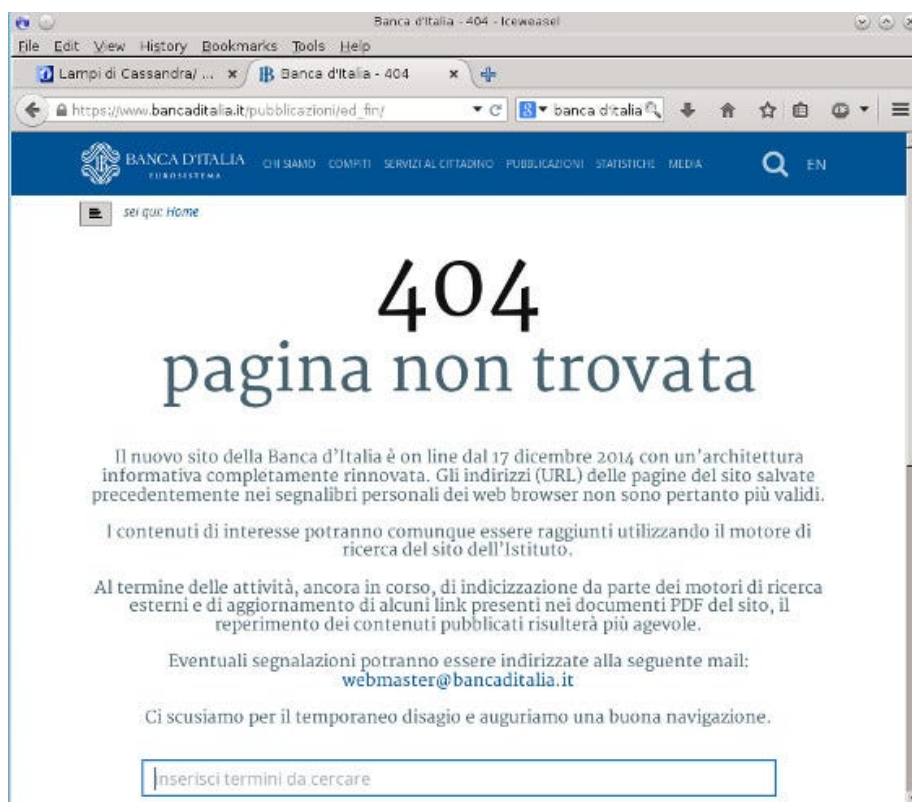 Banca d'Italia - 404 - Iceweasel
File Edit View History Bookmarks Tools Help
Lampi di Cassandra/ ... Banca d'Italia - 404
https://www.bancaditalia.it/pubblicazioni/ed_fin/ banca d'italia
BANCA D'ITALIA
EUROSISTEMA
CHI SIAMO COMPITI SERVIZI AL CITTADINO PUBBLICAZIONI STATISTICHE MEDIA EN
sei qui: Home
404
pagina non trovata
Il nuovo sito della Banca d'Italia è on line dal 17 dicembre 2014 con un'architettura
informativa completamente rinnovata. Gli indirizzi (URL) delle pagine del sito salvate
precedentemente nei segnalibri personali dei web browser non sono pertanto più validi.
I contenuti di interesse potranno comunque essere raggiunti utilizzando il motore di
ricerca del sito dell'Istituto.
Al termine delle attività, ancora in corso, di indicizzazione da parte dei motori di ricerca
esterni e di aggiornamento di alcuni link presenti nei documenti PDF del sito, il
reperimento dei contenuti pubblicati risulterà più agevole.
Eventuali segnalazioni potranno essere indirizzate alla seguente mail:
webmaster@bancaditalia.it
Ci scusiamo per il temporaneo disagio e auguriamo una buona navigazione.
Inserisci termini da cercare